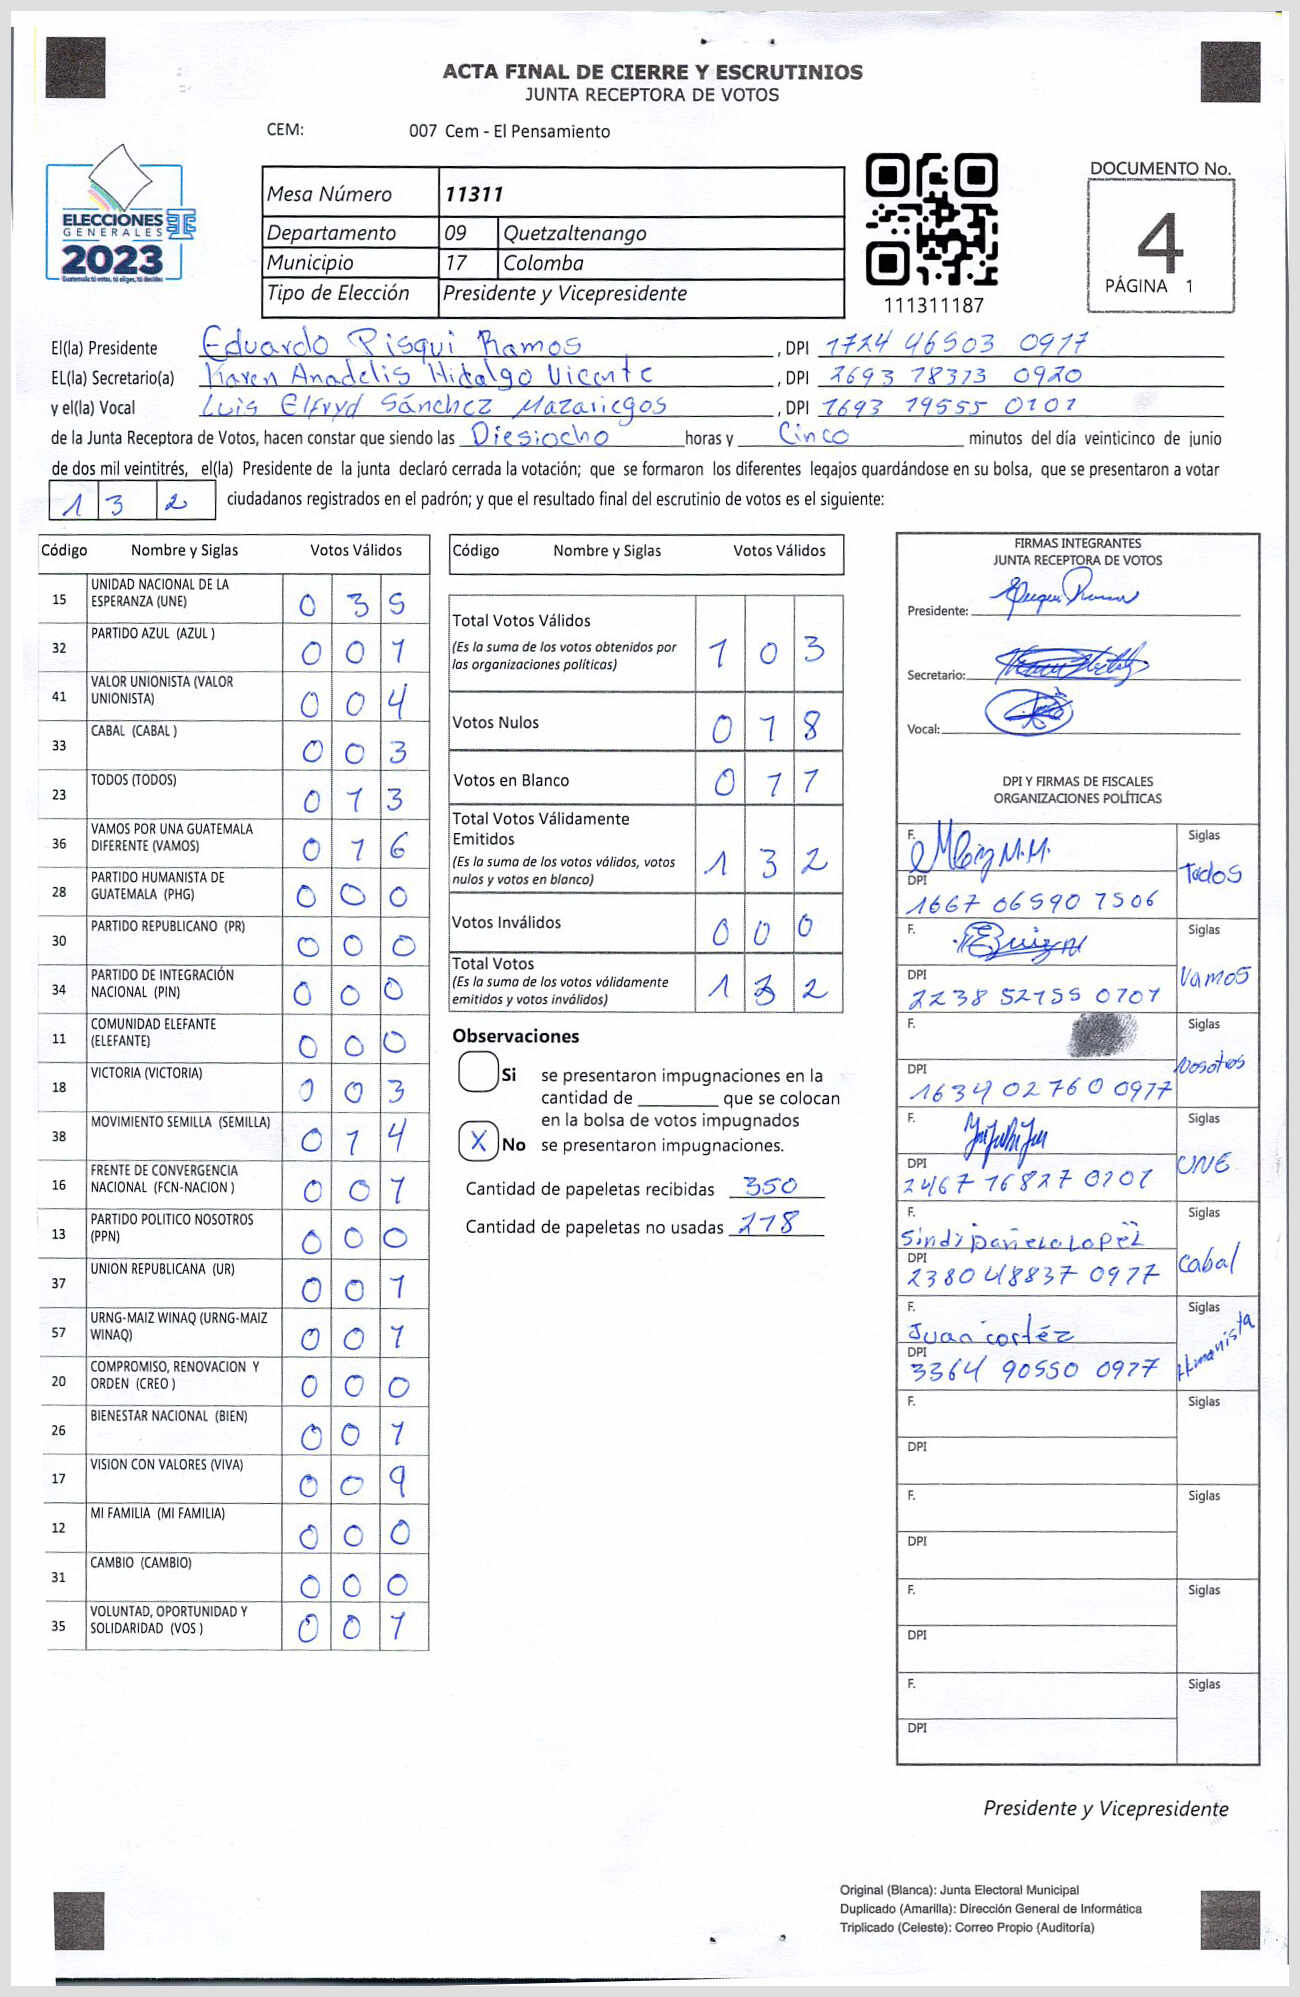 ACTA FINAL DE CIERRE Y ESCRUTINIOS
JUNTA RECEPTORA DE VOTOS
CEM: 007 Cem - El Pensamiento
ELECCIONES
GENERALES
2023
Mesa Número 11311
Departamento 09 Quetzaltenango
Municipio 17 Colomba
Tipo de Elección Presidente y Vicepresidente
111311187
DOCUMENTO No.
4
PÁGINA 1
El(la) Presidente Eduardo Pisqui Ramos, DPI 1724 46503 0917
EL(la) Secretario(a) Karen Anadelis Hidalgo Vicente, DPI 2693 78373 0920
y el(la) Vocal Luis Elfryd Sánchez Mazariegos, DPI 1693 19555 0101
de la Junta Receptora de Votos, hacen constar que siendo las Diesiocho horas y Cinco minutos del día veinticinco de junio
de dos mil veintitrés, el(la) Presidente de la junta declaró cerrada la votación; que se formaron los diferentes legajos quardándose en su bolsa, que se presentaron a votar
1 3 2 ciudadanos registrados en el padrón; y que el resultado final del escrutinio de votos es el siguiente:
Código Nombre y Siglas Votos Válidos
15 UNIDAD NACIONAL DE LA ESPERANZA (UNE) 0 3 5
32 PARTIDO AZUL (AZUL ) 0 0 1
41 VALOR UNIONISTA (VALOR UNIONISTA) 0 0 4
33 CABAL (CABAL ) 0 0 3
23 TODOS (TODOS) 0 1 3
36 VAMOS POR UNA GUATEMALA DIFERENTE (VAMOS) 0 1 6
28 PARTIDO HUMANISTA DE GUATEMALA (PHG) 0 0 0
30 PARTIDO REPUBLICANO (PR) 0 0 0
34 PARTIDO DE INTEGRACIÓN NACIONAL (PIN) 0 0 0
11 COMUNIDAD ELEFANTE (ELEFANTE) 0 0 0
18 VICTORIA (VICTORIA) 0 0 3
38 MOVIMIENTO SEMILLA (SEMILLA) 0 1 4
16 FRENTE DE CONVERGENCIA NACIONAL (FCN-NACION ) 0 0 1
13 PARTIDO POLITICO NOSOTROS (PPN) 0 0 0
37 UNION REPUBLICANA (UR) 0 0 1
57 URNG-MAIZ WINAQ (URNG-MAIZ WINAQ) 0 0 1
20 COMPROMISO, RENOVACION Y ORDEN (CREO ) 0 0 0
26 BIENESTAR NACIONAL (BIEN) 0 0 1
17 VISION CON VALORES (VIVA) 0 0 9
12 MI FAMILIA (MI FAMILIA) 0 0 0
31 CAMBIO (CAMBIO) 0 0 0
35 VOLUNTAD, OPORTUNIDAD Y SOLIDARIDAD (VOS ) 0 0 1
Código Nombre y Siglas Votos Válidos
Total Votos Válidos 1 0 3
(Es la suma de los votos obtenidos por
las organizaciones políticas)
Votos Nulos 0 1 8
Votos en Blanco 0 1 1
Total Votos Válidamente
Emitidos 1 3 2
(Es la suma de los votos válidos, votos
nulos y votos en blanco)
Votos Inválidos 0 0 0
Total Votos 1 3 2
(Es la suma de los votos válidamente
emitidos y votos inválidos)
Observaciones
Si se presentaron impugnaciones en la
cantidad de ________ que se colocan
en la bolsa de votos impugnados
X No se presentaron impugnaciones.
Cantidad de papeletas recibidas 350
Cantidad de papeletas no usadas 218
FIRMAS INTEGRANTES
JUNTA RECEPTORA DE VOTOS
Presidente:
Secretario:
Vocal:
DPI Y FIRMAS DE FISCALES
ORGANIZACIONES POLÍTICAS
F. Siglas
Todos
DPI
1667 06590 1506
F. Siglas
Vamos
DPI
2238 52155 0701
F. Siglas
Nosotros
DPI
1634 02760 0917
F. Siglas
UNE
DPI
2467 16827 0101
F. Siglas
Sindi Daniela Lopez
Cabal
DPI
2380 48837 0917
F. Siglas
Juan cortéz
Humanista
DPI
3364 90550 0917
F. Siglas
DPI
F. Siglas
DPI
F. Siglas
DPI
F. Siglas
DPI
Presidente y Vicepresidente
Original (Blanca): Junta Electoral Municipal
Duplicado (Amarilla): Dirección General de Informática
Triplicado (Celeste): Correo Propio (Auditoría)